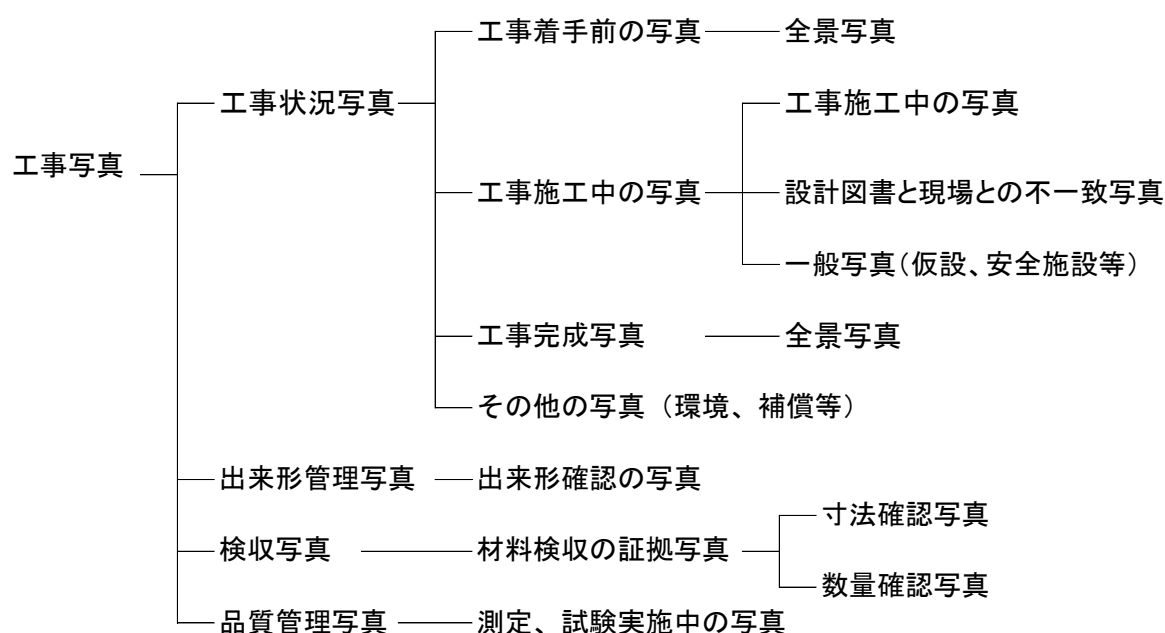 工事着手前の写真 全景写真
工事状況写真 工事施工中の写真
工事写真
工事施工中の写真 設計図書と現場との不一致写真
一般写真(仮設、安全施設等)
工事完成写真 全景写真
その他の写真(環境、補償等)
出来形管理写真 出来形確認の写真
寸法確認写真
検収写真 材料検収の証拠写真
数量確認写真
品質管理写真 測定、試験実施中の写真